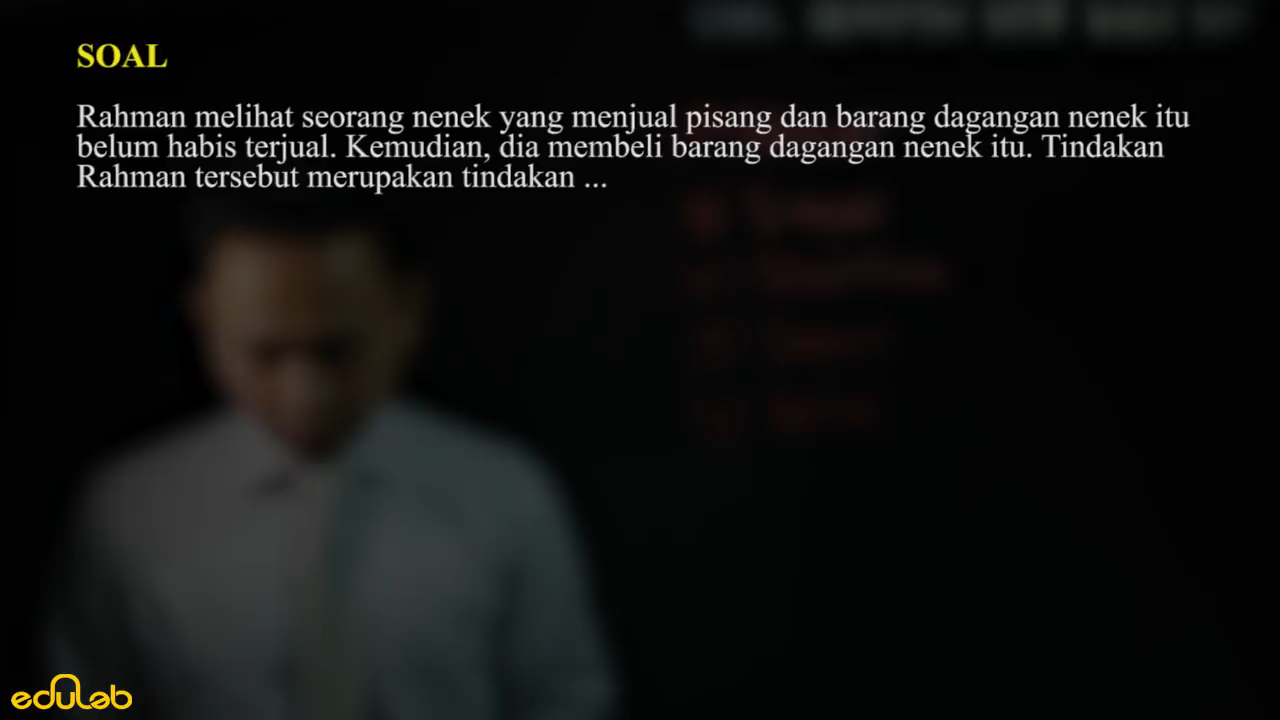 SOAL
Rahman melihat seorang nenek yang menjual pisang dan barang dagangan nenek itu
belum habis terjual. Kemudian, dia membeli barang dagangan nenek itu. Tindakan
Rahman tersebut merupakan tindakan ...
edulab